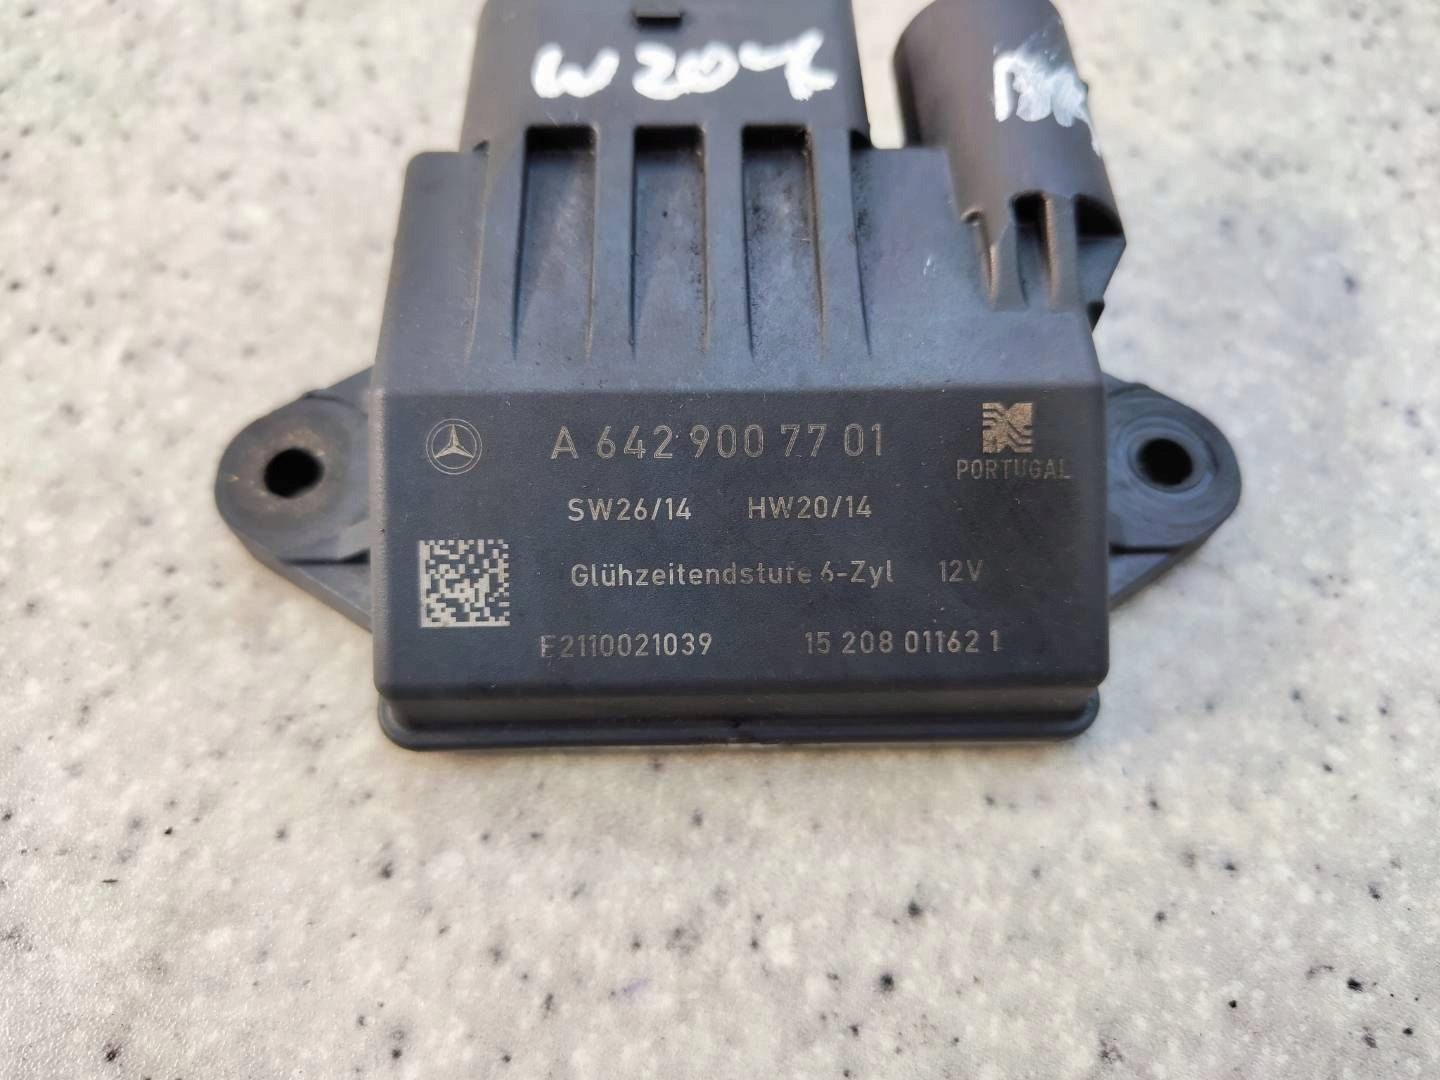 W204
A 642 900 77 01
PORTUGAL
SW26/14 HW20/14
Glühzeitendstufe 6-Zyl 12V
E2110021039 15 208 01162 1